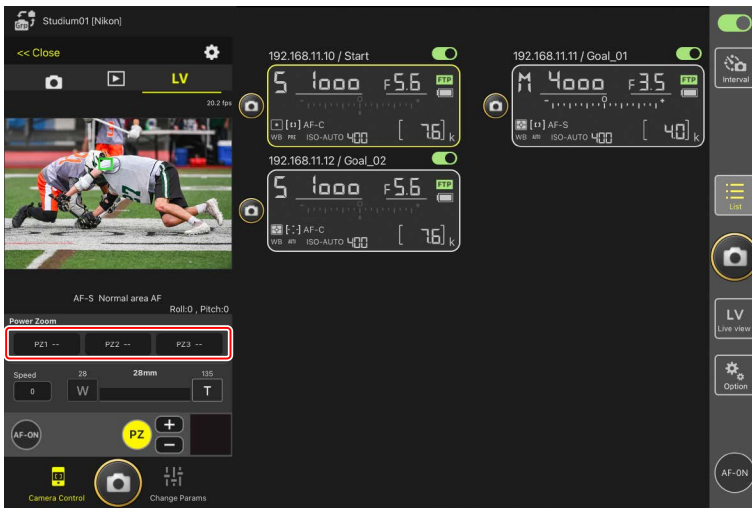 Grp
Studium01 [Nikon]
<< Close
LV
20.2 fps
AF-S Normal area AF
Roll:0 , Pitch:0
Power Zoom
PZ1 --
PZ2 --
PZ3 --
Speed
28
28mm
135
0
W
T
AF-ON
PZ
+
−
Camera Control
Change Params
192.168.11.10 / Start
S 1000 F5.6 FTP
AF-C
WB PRE ISO-AUTO 400 [ 7.6] k
192.168.11.11 / Goal_01
M 4000 F3.5 FTP
AF-S
WB ISO-AUTO 400 [ 4.0] k
192.168.11.12 / Goal_02
S 1000 F5.6 FTP
AF-C
WB ISO-AUTO 400 [ 7.6] k
Interval
List
LV
Live view
Option
AF-ON